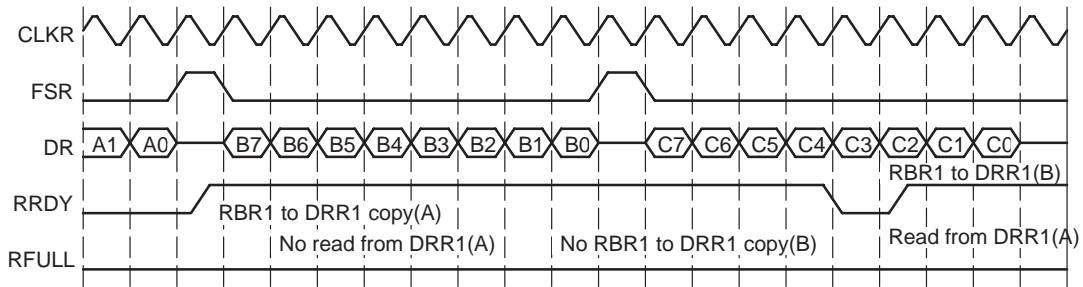 CLKR
FSR
DR A1 A0 B7 B6 B5 B4 B3 B2 B1 B0 C7 C6 C5 C4 C3 C2 C1 C0
RBR1 to DRR1(B)
RRDY
RBR1 to DRR1 copy(A)
No read from DRR1(A) No RBR1 to DRR1 copy(B) Read from DRR1(A)
RFULL